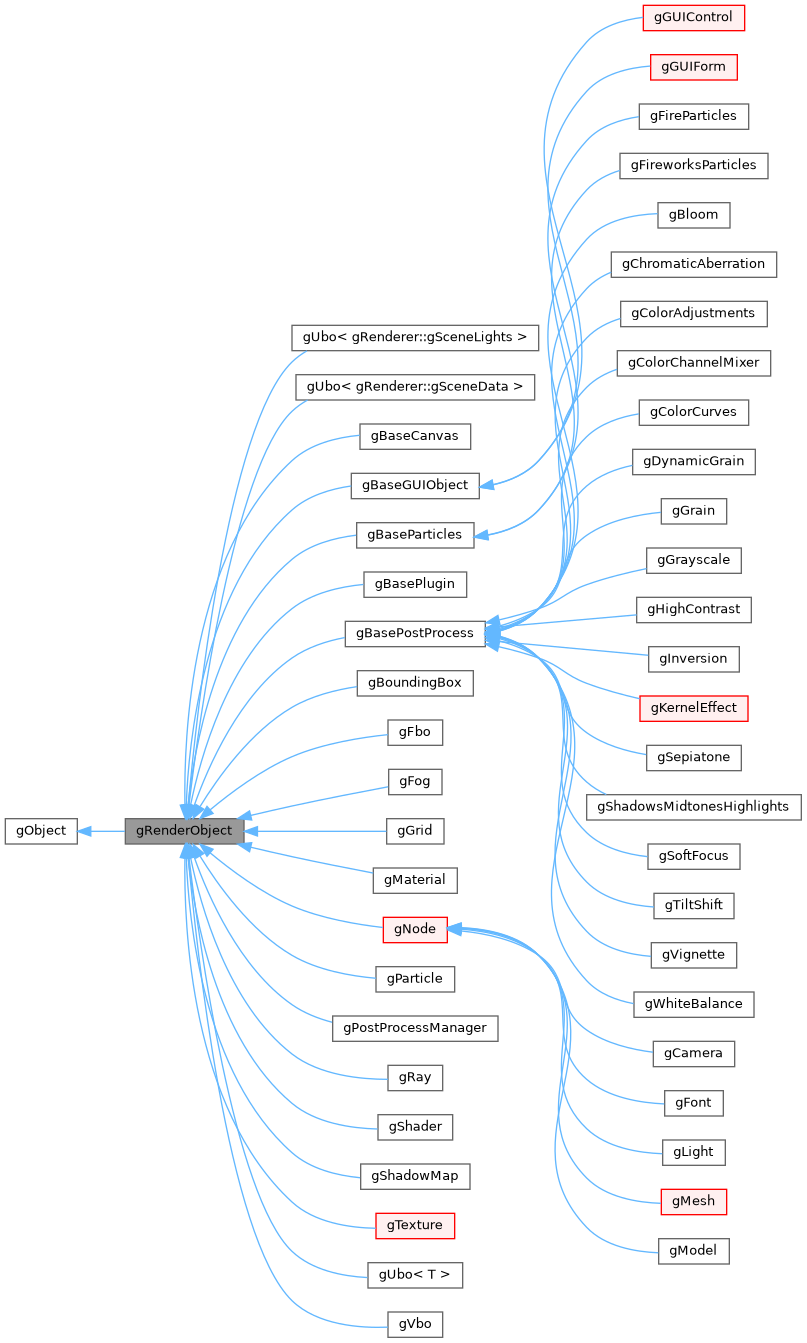 gObject
gRenderObject
gUbo< gRenderer::gSceneLights >
gUbo< gRenderer::gSceneData >
gBaseCanvas
gBaseGUIObject
gBaseParticles
gBasePlugin
gBasePostProcess
gBoundingBox
gFbo
gFog
gGrid
gMaterial
gNode
gParticle
gPostProcessManager
gRay
gShader
gShadowMap
gTexture
gUbo< T >
gVbo
gGUIControl
gGUIForm
gFireParticles
gFireworksParticles
gBloom
gChromaticAberration
gColorAdjustments
gColorChannelMixer
gColorCurves
gDynamicGrain
gGrain
gGrayscale
gHighContrast
gInversion
gKernelEffect
gSepiatone
gShadowsMidtonesHighlights
gSoftFocus
gTiltShift
gVignette
gWhiteBalance
gCamera
gFont
gLight
gMesh
gModel